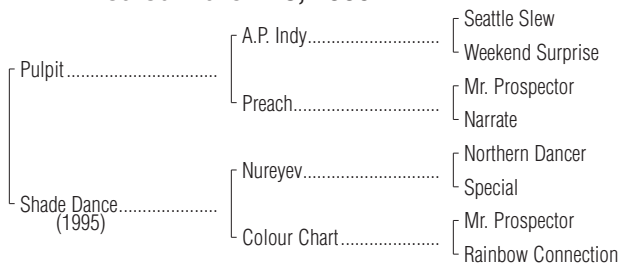 Seattle Slew
A.P. Indy
Weekend Surprise
Pulpit
Mr. Prospector
Preach
Narrate
Northern Dancer
Nureyev
Special
Shade Dance
(1995)
Mr. Prospector
Colour Chart
Rainbow Connection